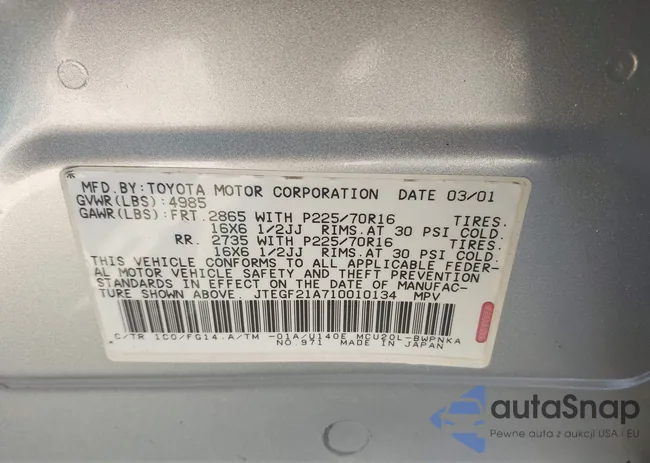 MFD.BY:TOYOTA MOTOR CORPORATION DATE 03/01
GVWR(LBS):4985
GAWR(LBS):FRT.2865 WITH P225/70R16 TIRES.
16X6 1/2JJ RIMS.AT 30 PSI COLD.
RR. 2735 WITH P225/70R16 TIRES.
16X6 1/2JJ RIMS.AT 30 PSI COLD.
THIS VEHICLE CONFORMS TO ALL APPLICABLE FEDER-
AL MOTOR VEHICLE SAFETY AND THEFT PREVENTION
STANDARDS IN EFFECT ON THE DATE OF MANUFAC-
TURE SHOWN ABOVE. JTEGF21A710010134 MPV
C/TR 1C0/FG14.A/TM -01A/U140E MCU20L-BWPNKA
NO.971 MADE IN JAPAN
autaSnap
Pewne auta z aukcji USA i EU